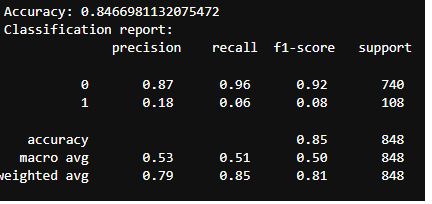 Accuracy: 0.8466981132075472
Classification report:
precision recall f1-score support
0 0.87 0.96 0.92 740
1 0.18 0.06 0.08 108
accuracy 0.85 848
macro avg 0.53 0.51 0.50 848
weighted avg 0.79 0.85 0.81 848